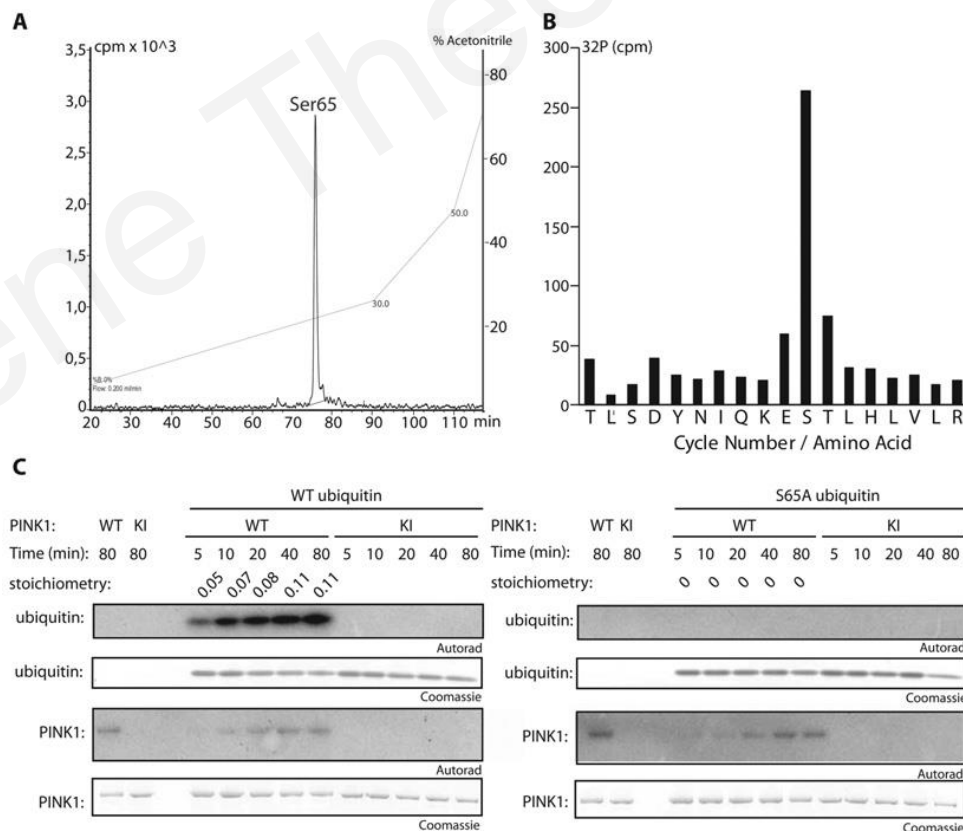 A
cpm x 10^3
% Acetonitrile
3,5
3,0
2,5
2,0
1,5
1,0
0,5
0
Ser65
80
60
40
20
50.0
30.0
%B 0%
Flow: 0.200 ml/min
20 30 40 50 60 70 80 90 100 110 min
B
32P (cpm)
300
250
200
150
100
50
0
T L' S D Y N I Q K E S T L H L V L R
Cycle Number / Amino Acid
C
WT ubiquitin
PINK1: WT KI WT KI
Time (min): 80 80 5 10 20 40 80 5 10 20 40 80
stoichiometry: 0.05 0.07 0.08 0.11 0.11
ubiquitin:
Autorad
ubiquitin:
Coomassie
PINK1:
Autorad
PINK1:
Coomassie
S65A ubiquitin
PINK1: WT KI WT KI
Time (min): 80 80 5 10 20 40 80 5 10 20 40 80
stoichiometry: 0 0 0 0 0
ubiquitin:
Autorad
ubiquitin:
Coomassie
PINK1:
Autorad
PINK1:
Coomassie